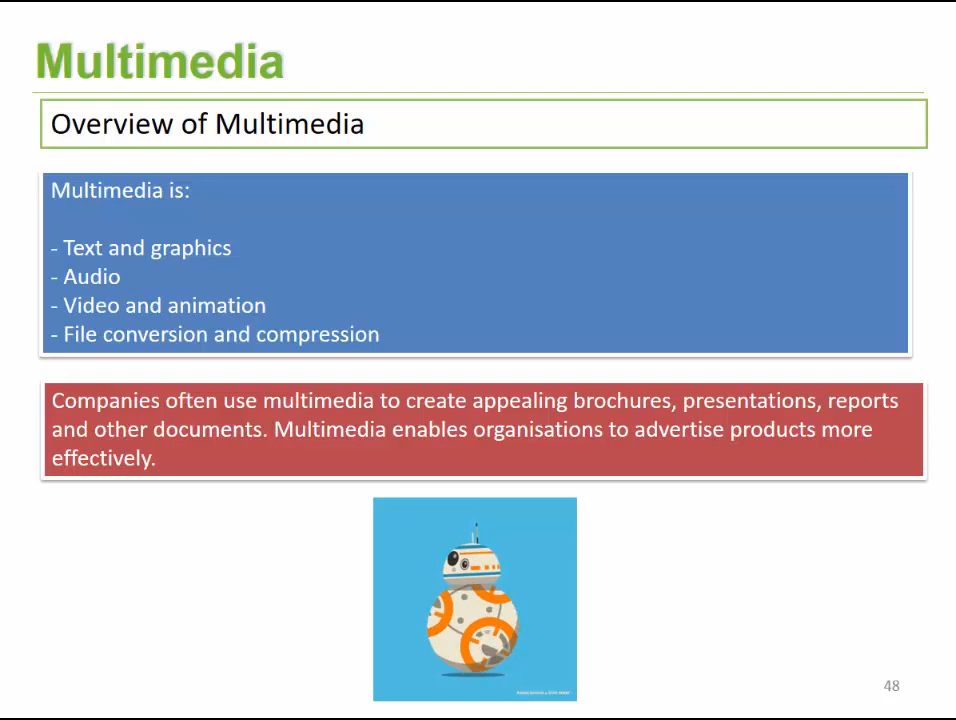 Multimedia
Overview of Multimedia
Multimedia is:
- Text and graphics
- Audio
- Video and animation
- File conversion and compression
Companies often use multimedia to create appealing brochures, presentations, reports
and other documents. Multimedia enables organisations to advertise products more
effectively.
48